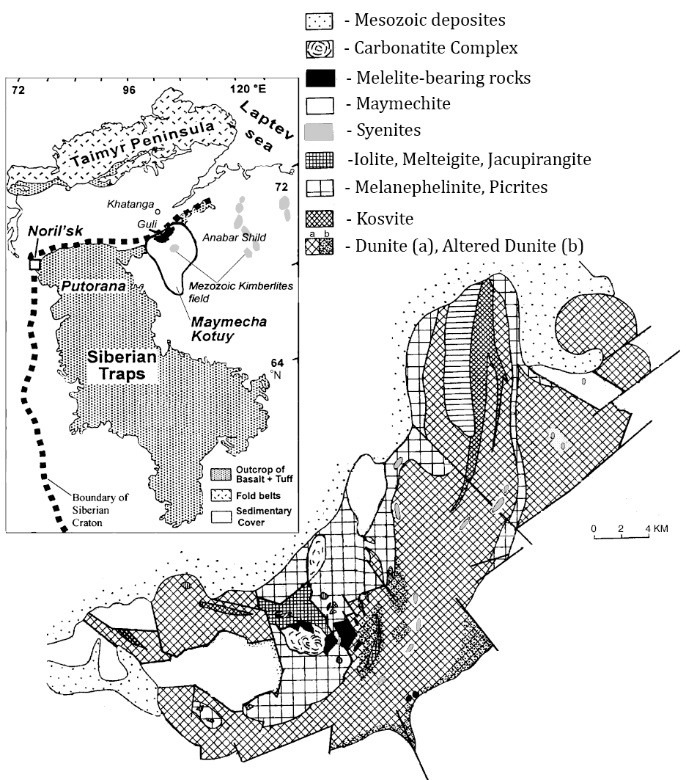 - Mesozoic deposites
- Carbonatite Complex
- Melelite-bearing rocks
- Maymechite
- Syenites
-Iolite, Melteigite, Jacupirangite
- Melanephelinite, Picrites
- Kosvite
a b
- Dunite (a), Altered Dunite (b)
72 96 120 °E
Laptev
sea
Taimyr Peninsula
72
Khatanga
Guli
Noril'sk
Anabar Shild
Putorana
Mezozoic Kimberlites
field
Maymecha
Kotuy
Siberian
Traps
64
°N
Outcrop of
Basalt + Tuff
Fold belts
Sedimentary
Cover
Boundary of
Siberian
Craton
0 2 4 KM